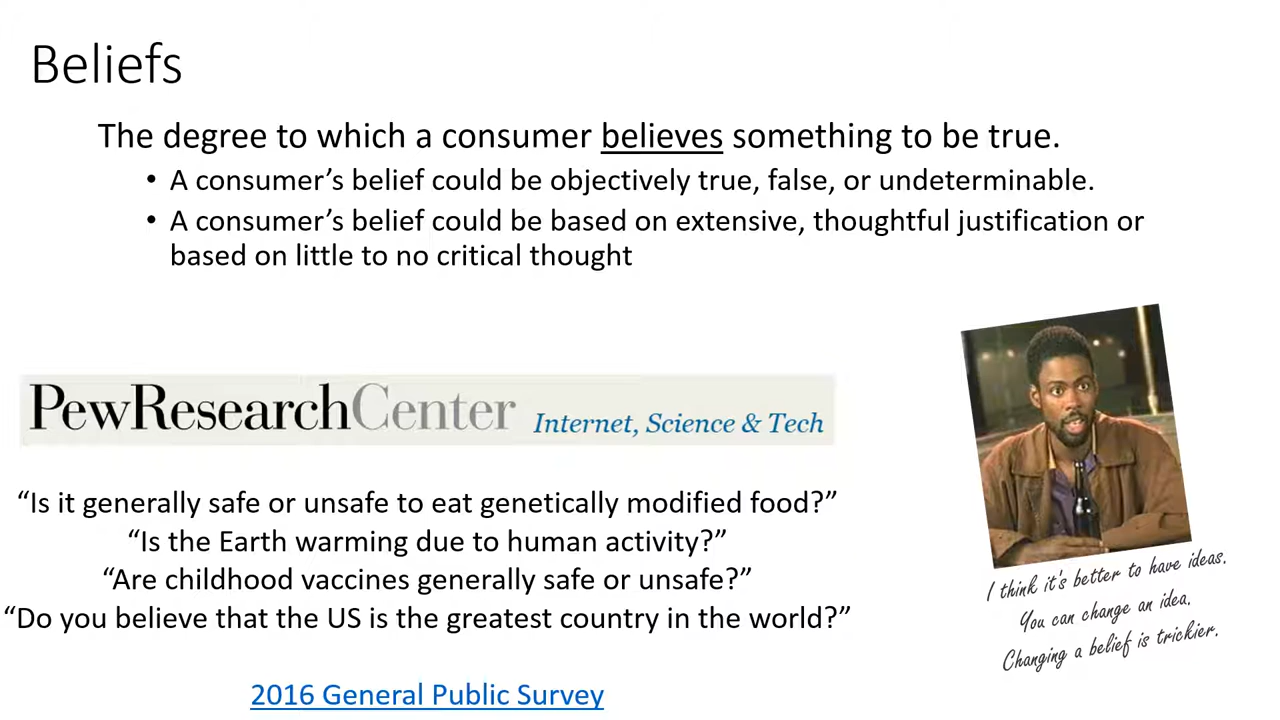 Beliefs
The degree to which a consumer believes something to be true.
• A consumer’s belief could be objectively true, false, or undeterminable.
• A consumer’s belief could be based on extensive, thoughtful justification or
based on little to no critical thought
PewResearchCenter Internet, Science & Tech
“Is it generally safe or unsafe to eat genetically modified food?”
“Is the Earth warming due to human activity?”
“Are childhood vaccines generally safe or unsafe?”
“Do you believe that the US is the greatest country in the world?”
2016 General Public Survey
I think it's better to have ideas.
You can change an idea.
Changing a belief is trickier.